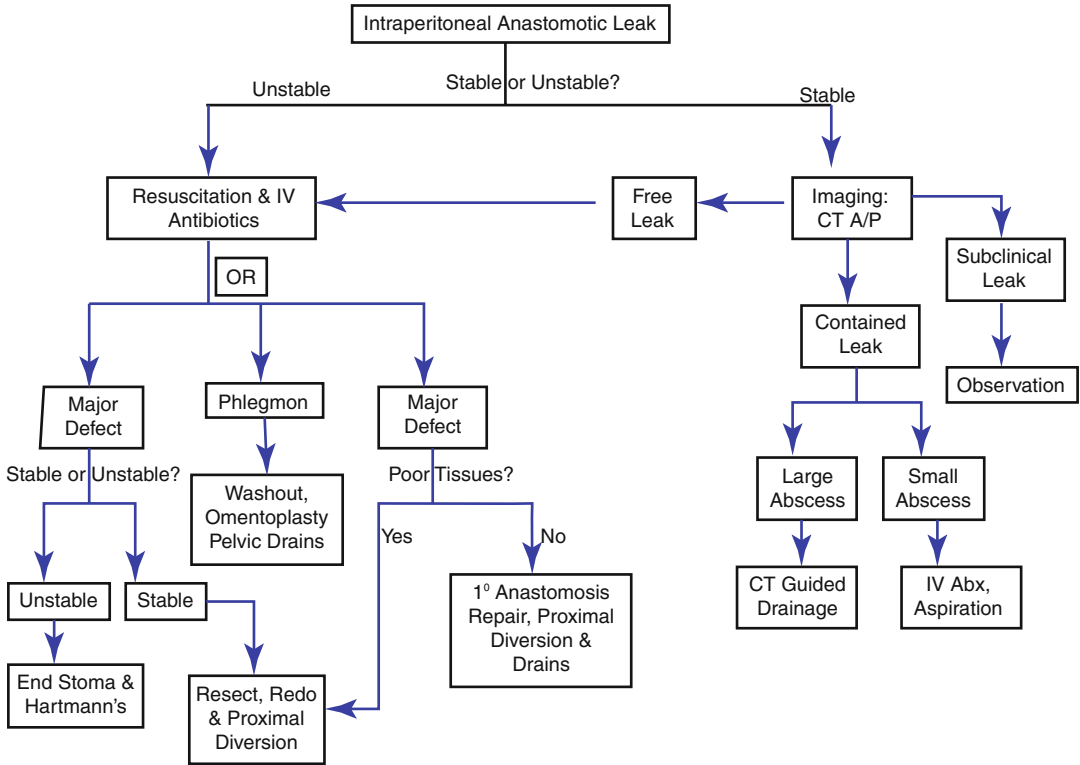 Intraperitoneal Anastomotic Leak
Stable or Unstable?
Unstable
Stable
Resuscitation & IV
Antibiotics
Free
Leak
Imaging:
CT A/P
Subclinical
Leak
OR
Contained
Leak
Observation
Major
Defect
Phlegmon
Major
Defect
Stable or Unstable?
Washout,
Omentoplasty
Pelvic Drains
Poor Tissues?
Large
Abscess
Small
Abscess
Yes
No
Unstable
Stable
1⁰ Anastomosis
Repair, Proximal
Diversion &
Drains
CT Guided
Drainage
IV Abx,
Aspiration
End Stoma &
Hartmann's
Resect, Redo
& Proximal
Diversion